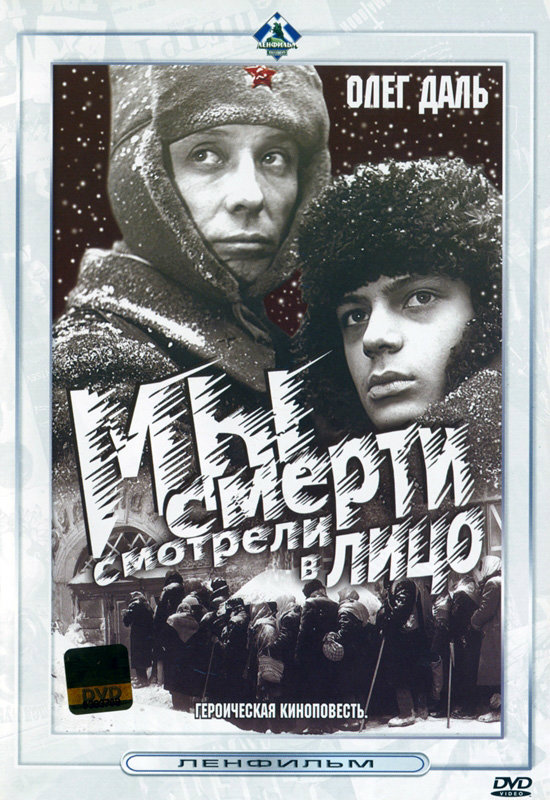 ЛЕНФИЛЬМ
ОЛЕГ ДАЛЬ
МЫ
СМЕРТИ
СМОТРЕЛИ
В ЛИЦО
ГЕРОИЧЕСКАЯ КИНОПОВЕСТЬ.
DVD
ЛЕНФИЛЬМ
DVD
VIDEO